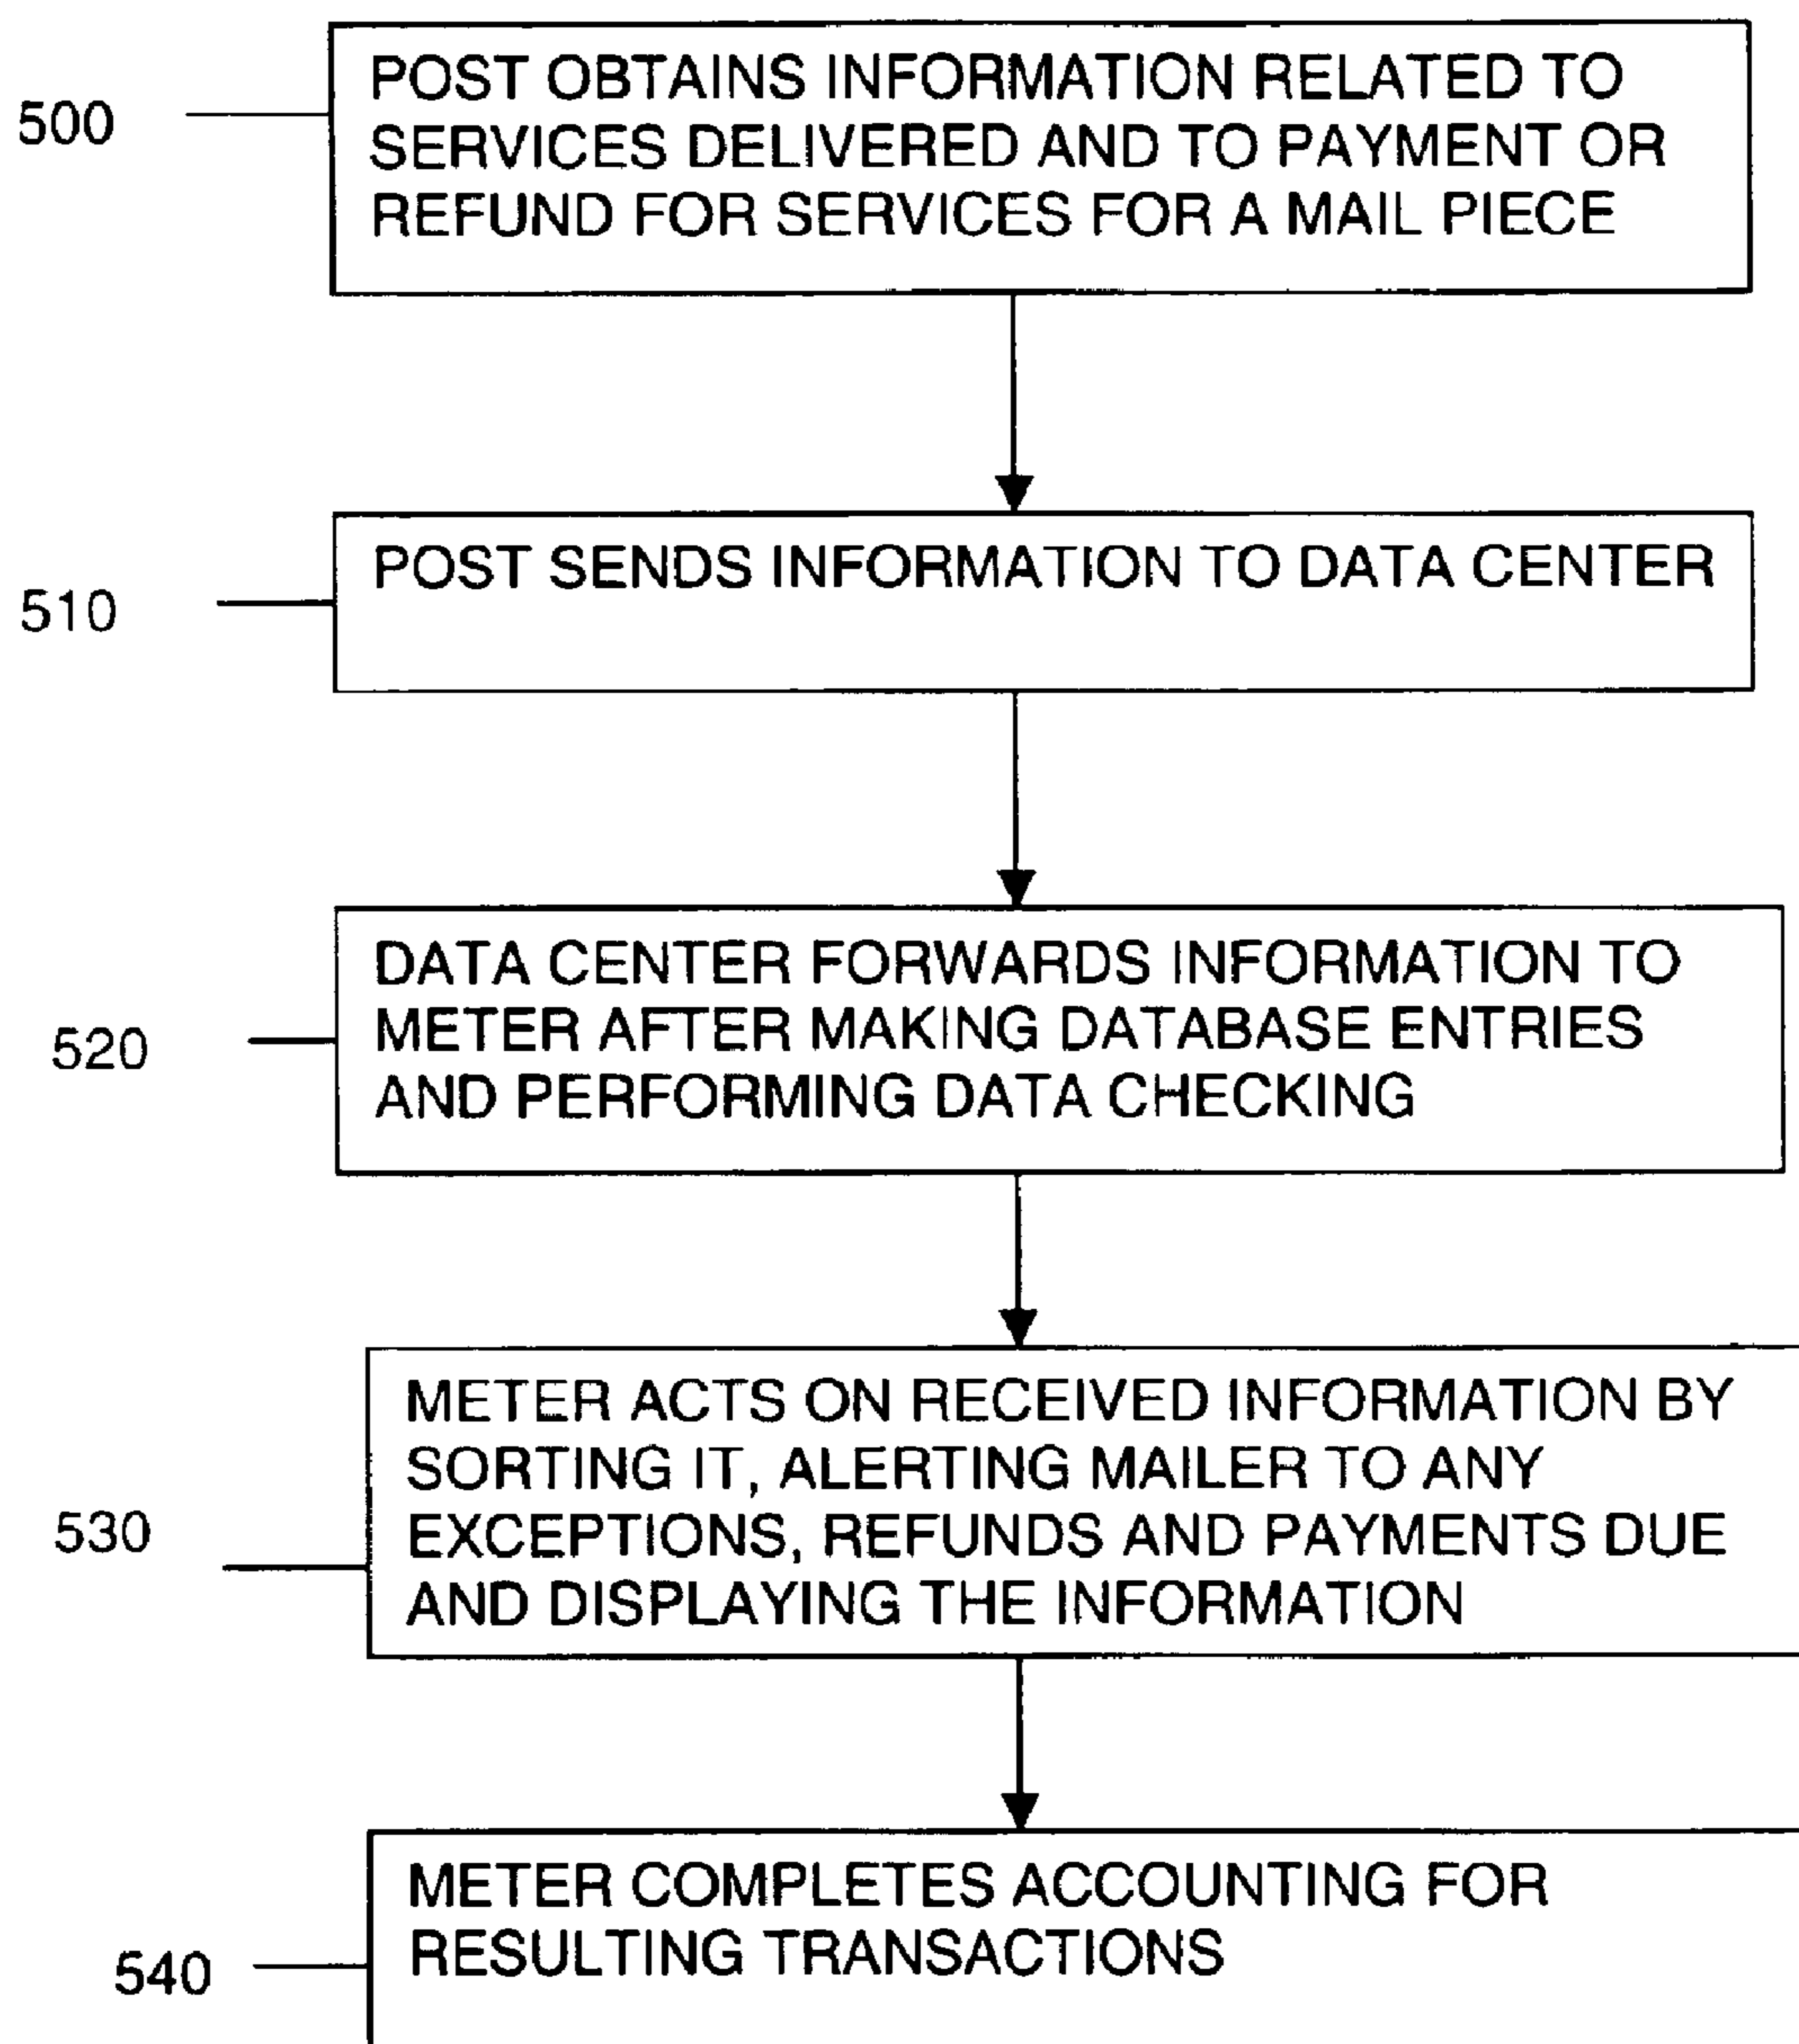 500
POST OBTAINS INFORMATION RELATED TO
SERVICES DELIVERED AND TO PAYMENT OR
REFUND FOR SERVICES FOR A MAIL PIECE
510
POST SENDS INFORMATION TO DATA CENTER
520
DATA CENTER FORWARDS INFORMATION TO
METER AFTER MAKING DATABASE ENTRIES
AND PERFORMING DATA CHECKING
530
METER ACTS ON RECEIVED INFORMATION BY
SORTING IT, ALERTING MAILER TO ANY
EXCEPTIONS, REFUNDS AND PAYMENTS DUE
AND DISPLAYING THE INFORMATION
540
METER COMPLETES ACCOUNTING FOR
RESULTING TRANSACTIONS